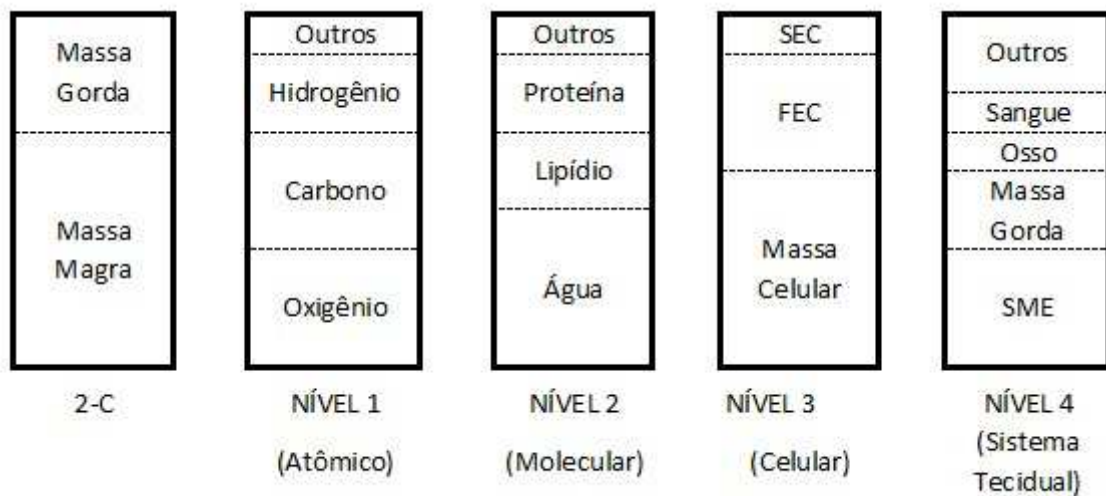 Massa
Gorda
Massa
Magra
2-C
Outros
Hidrogênio
Carbono
Oxigênio
NÍVEL 1
(Atômico)
Outros
Proteína
Lipídio
Água
NÍVEL 2
(Molecular)
SEC
FEC
Massa
Celular
NÍVEL 3
(Celular)
Outros
Sangue
Osso
Massa
Gorda
SME
NÍVEL 4
(Sistema
Tecidual)